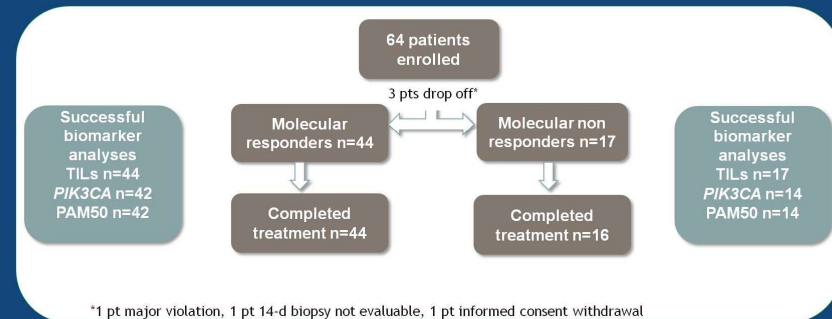 64 patients
enrolled
3 pts drop off*
Successful
biomarker
analyses
TILs n=44
PIK3CA n=42
PAM50 n=42
Molecular
responders n=44
Molecular non
responders n=17
Successful
biomarker
analyses
TILs n=17
PIK3CA n=14
PAM50 n=14
Completed
treatment n=44
Completed
treatment n=16
*1 pt major violation, 1 pt 14-d biopsy not evaluable, 1 pt informed consent withdrawal